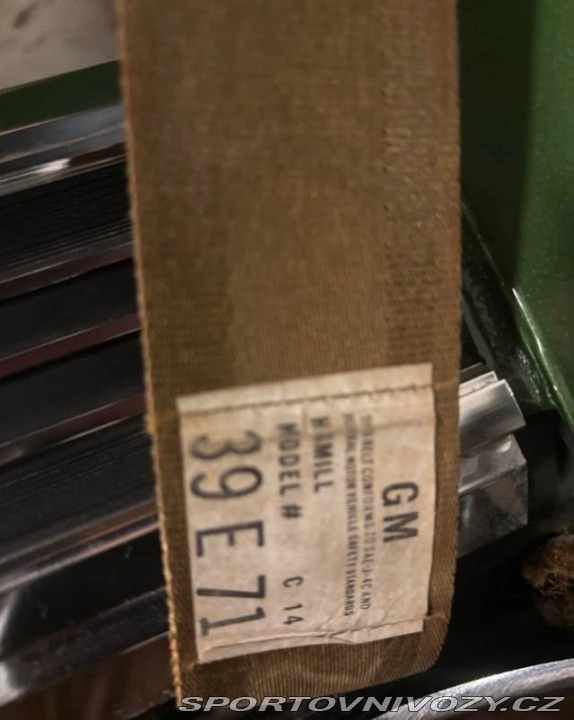 GM
THIS BELT CONFORMS TO SAE-J-4C AND
FEDERAL MOTOR VEHICLE SAFETY STANDARDS
HAMILL
MODEL # C 14
39 E 71
SPORTOVNIVOZY.CZ